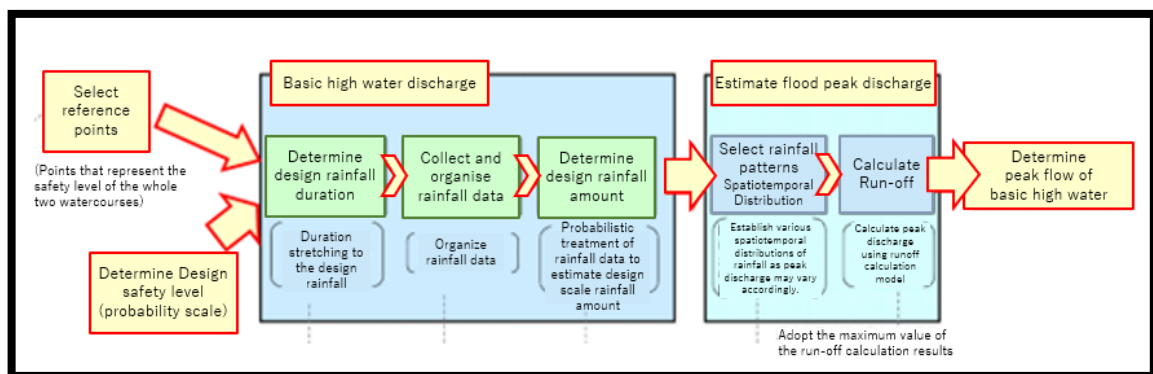 Select
reference
points
(Points that represent the
safety level of the whole
two watercourses)
Determine Design
safety level
(probability scale)
Basic high water discharge
Determine
design rainfall
duration
Duration
stretching to
the design
rainfall
Collect and
organise
rainfall data
Organize
rainfall data
Determine
design rainfall
amount
Probabilistic
treatment of
rainfall data to
estimate design
scale rainfall
amount
Estimate flood peak discharge
Select rainfall
patterns
Spatiotemporal
Distribution
Establish various
spatiotemporal
distributions of
rainfall as peak
discharge may vary
accordingly.
Calculate
Run-off
Calculate peak
discharge
using runoff
calculation
model
Adopt the maximum value of
the run-off calculation results
Determine
peak flow of
basic high water